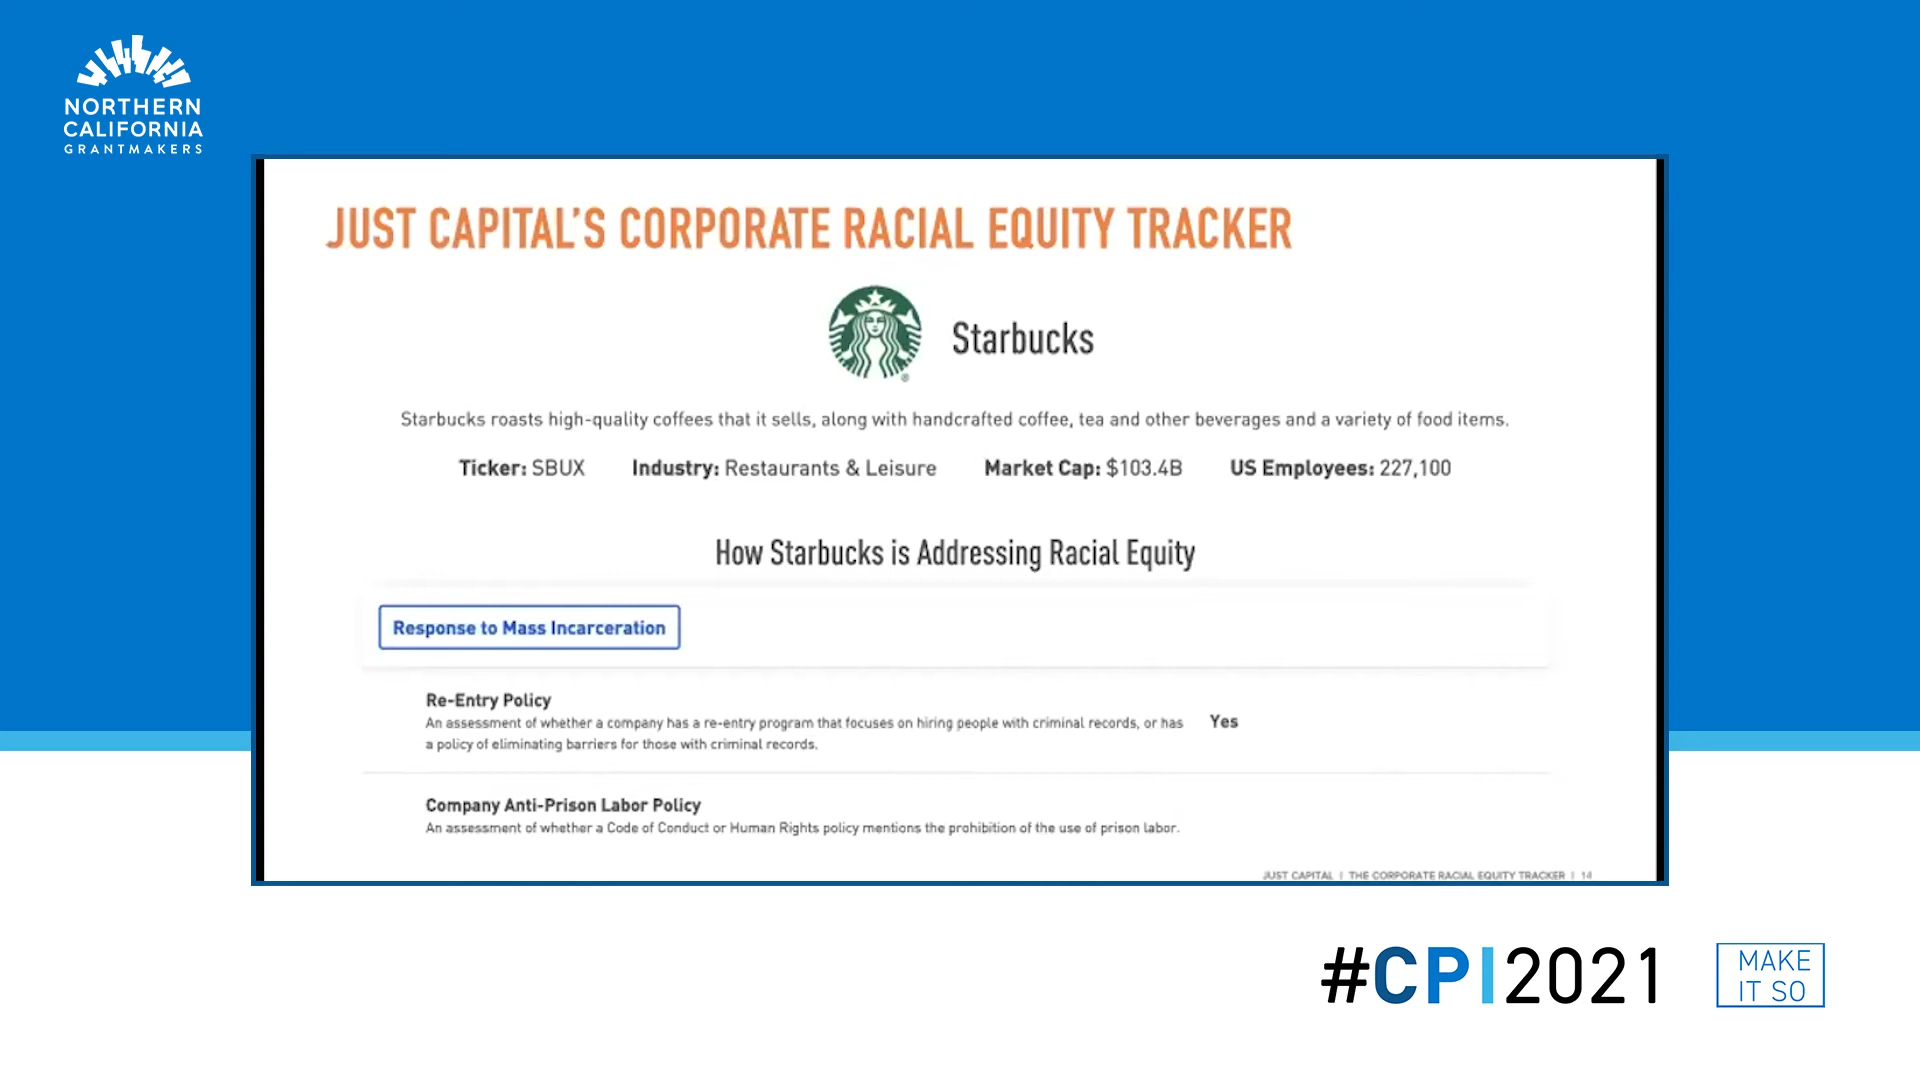 NORTHERN
CALIFORNIA
GRANTMAKERS
JUST CAPITAL'S CORPORATE RACIAL EQUITY TRACKER
Starbucks
Starbucks roasts high-quality coffees that it sells, along with handcrafted coffee, tea and other beverages and a variety of food items.
Ticker: SBUX Industry: Restaurants & Leisure Market Cap: $103.4B US Employees: 227,100
How Starbucks is Addressing Racial Equity
Response to Mass Incarceration
Re-Entry Policy
An assessment of whether a company has a re-entry program that focuses on hiring people with criminal records, or has Yes
a policy of eliminating barriers for those with criminal records.
Company Anti-Prison Labor Policy
An assessment of whether a Code of Conduct or Human Rights policy mentions the prohibition of the use of prison labor.
JUST CAPITAL | THE CORPORATE RACIAL EQUITY TRACKER | 14
#CPI2021
MAKE
IT SO